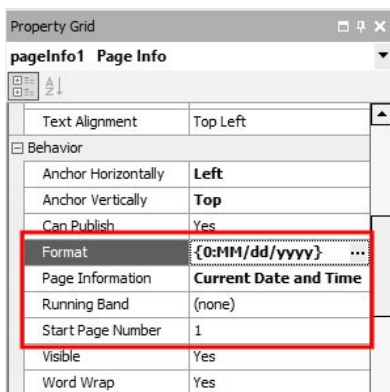 Property Grid
pageInfo1 Page Info
Text Alignment Top Left
Behavior
Anchor Horizontally Left
Anchor Vertically Top
Can Publish Yes
Format {0:MM/dd/yyyy} ...
Page Information Current Date and Time
Running Band (none)
Start Page Number 1
Visible Yes
Word Wrap Yes